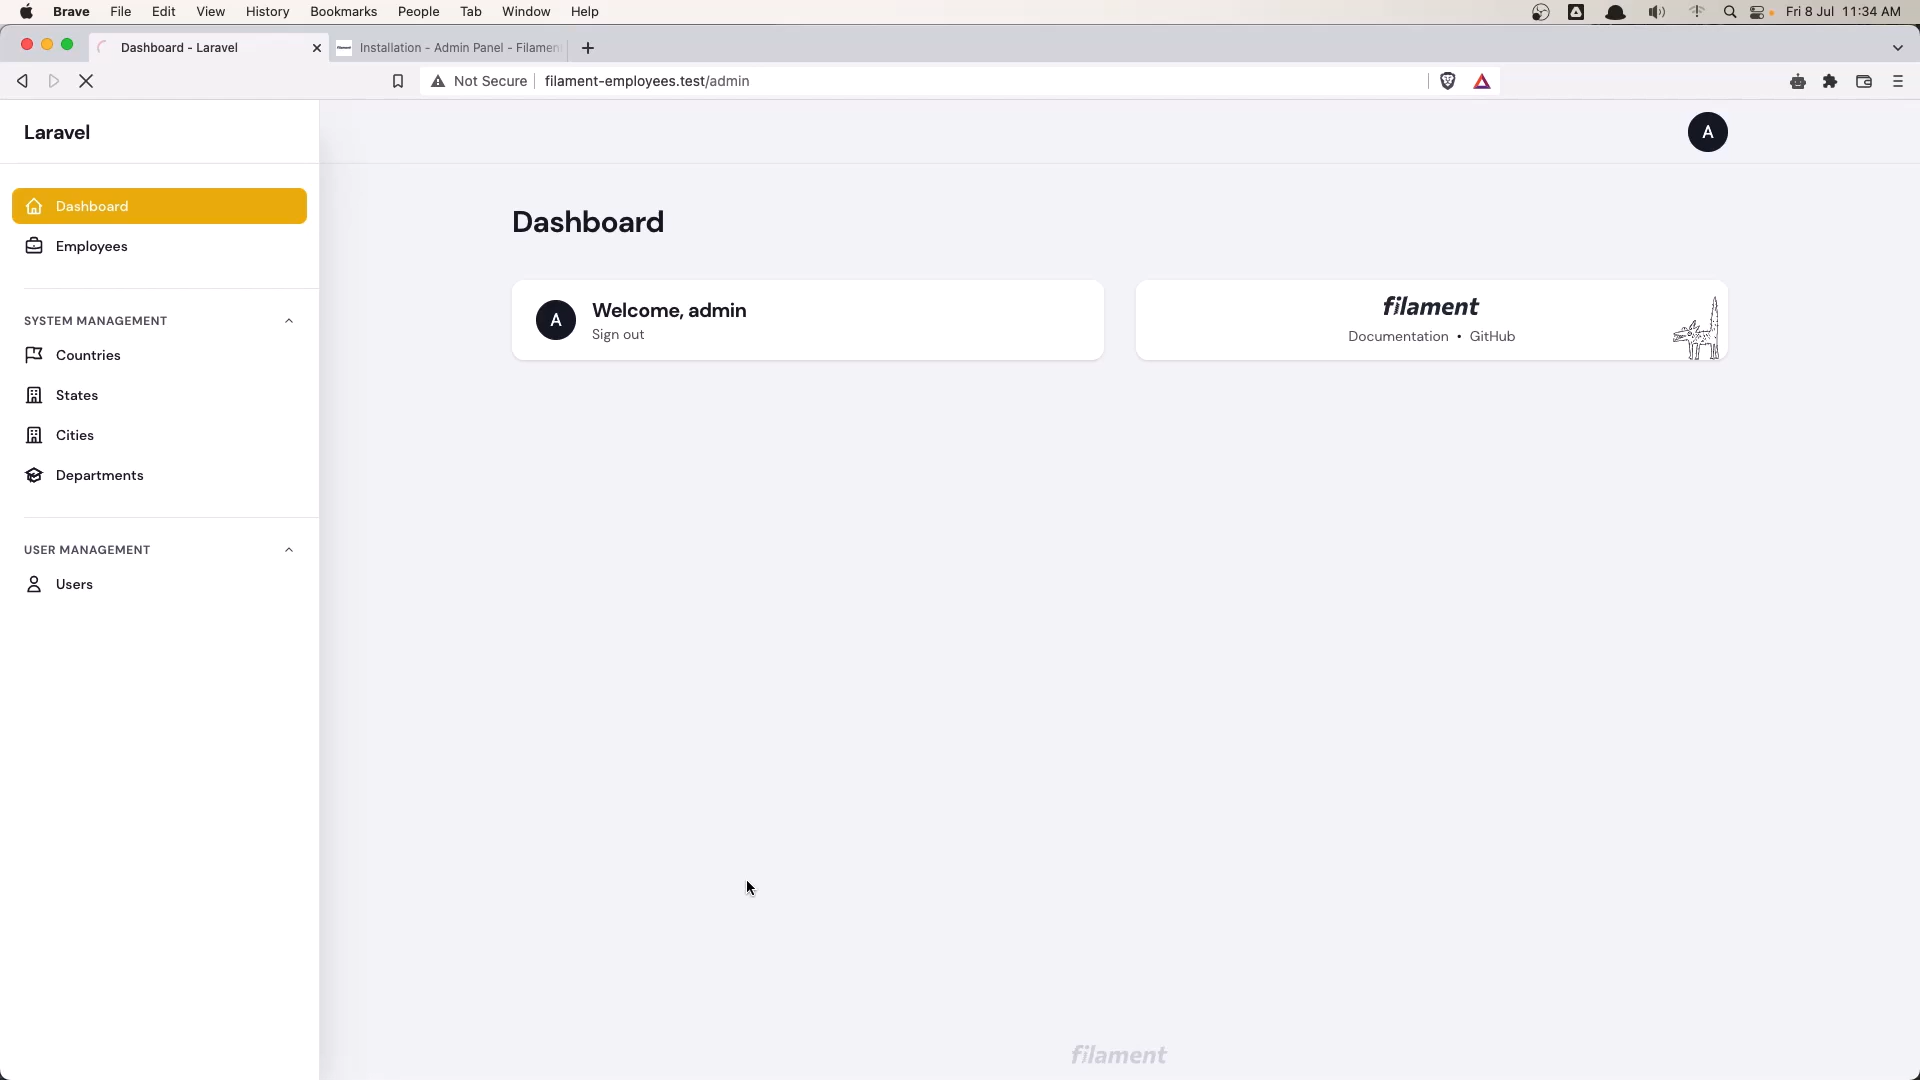 Brave File Edit View History Bookmarks People Tab Window Help Fri 8 Jul 11:34 AM
Dashboard - Laravel Installation - Admin Panel - Filamen
Not Secure filament-employees.test/admin
Laravel
A
Dashboard
Employees
SYSTEM MANAGEMENT
Countries
States
Cities
Departments
USER MANAGEMENT
Users
Dashboard
A
Welcome, admin
Sign out
filament
Documentation • GitHub
filament